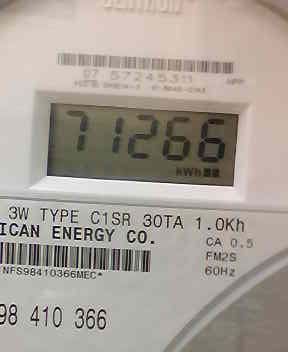 CENTRON
07 57245311
71266
kWh
3W TYPE C1SR 30TA 1.0Kh
ICAN ENERGY CO.
CA 0.5
FM2S
NFS98410366MEC*
60Hz
98 410 366